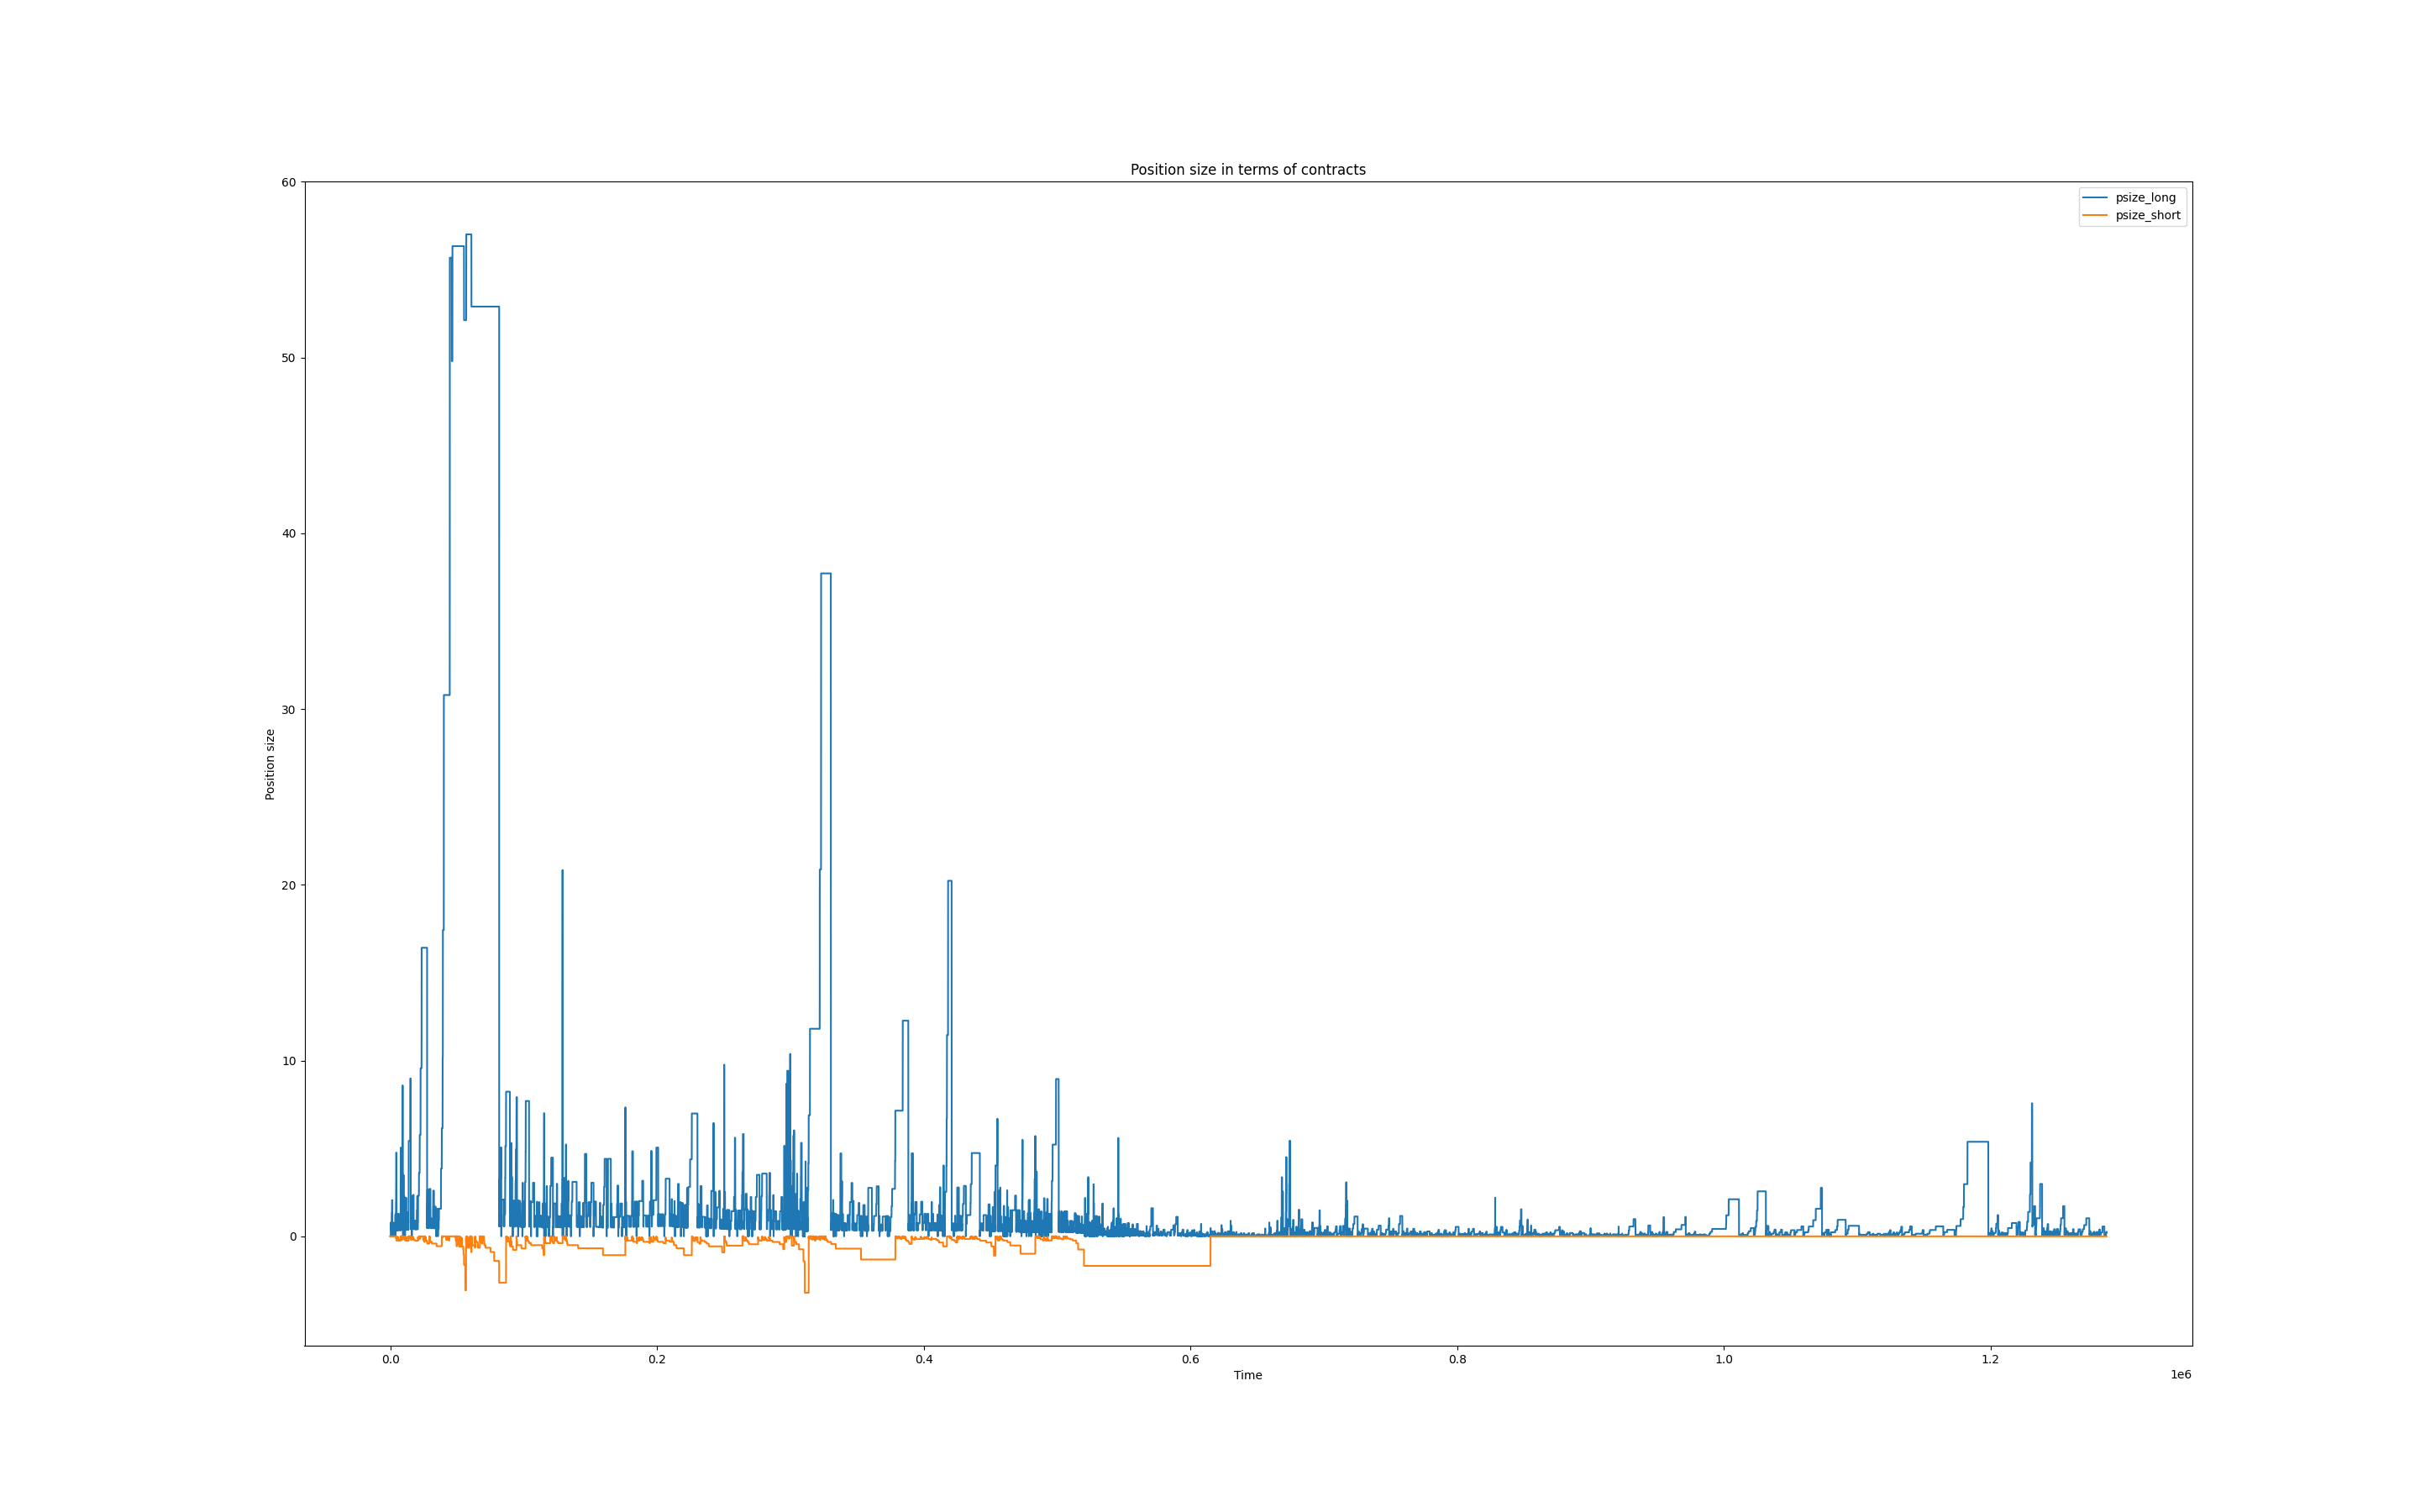 Position size in terms of contracts
psize_long
psize_short
60
50
40
30
20
10
0
Position size
0.0 0.2 0.4 0.6 0.8 1.0 1.2
Time
1e6